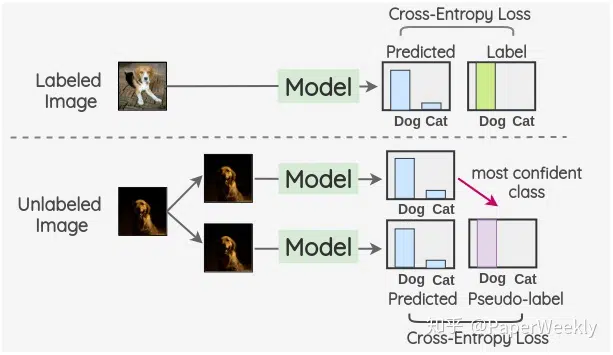 Cross-Entropy Loss
Predicted
Label
Labeled
Image
Model
Dog Cat
Dog Cat
Unlabeled
Image
Model
Dog Cat
most confident
class
Model
Dog Cat
Dog Cat
Predicted
Pseudo-label
Cross-Entropy Loss
知乎 @PaperWeekly